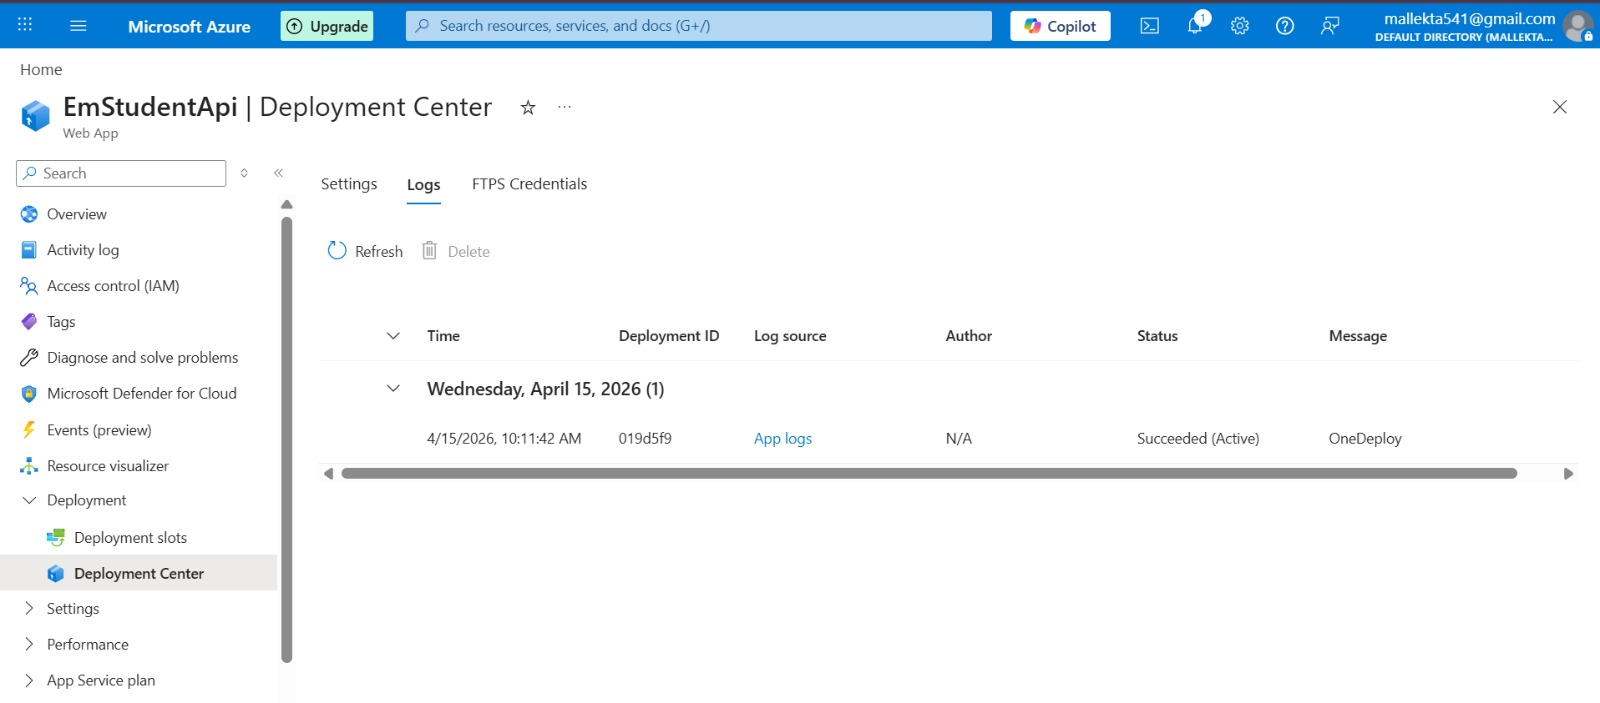 Microsoft Azure
Upgrade
Search resources, services, and docs (G+/)
Copilot
1
mallekta541@gmail.com
DEFAULT DIRECTORY (MALLEKTA...
Home
EmStudentApi | Deployment Center
Web App
Search
Overview
Activity log
Access control (IAM)
Tags
Diagnose and solve problems
Microsoft Defender for Cloud
Events (preview)
Resource visualizer
Deployment
Deployment slots
Deployment Center
Settings
Performance
App Service plan
Settings Logs FTPS Credentials
Refresh Delete
Time Deployment ID Log source Author Status Message
Wednesday, April 15, 2026 (1)
4/15/2026, 10:11:42 AM 019d5f9 App logs N/A Succeeded (Active) OneDeploy